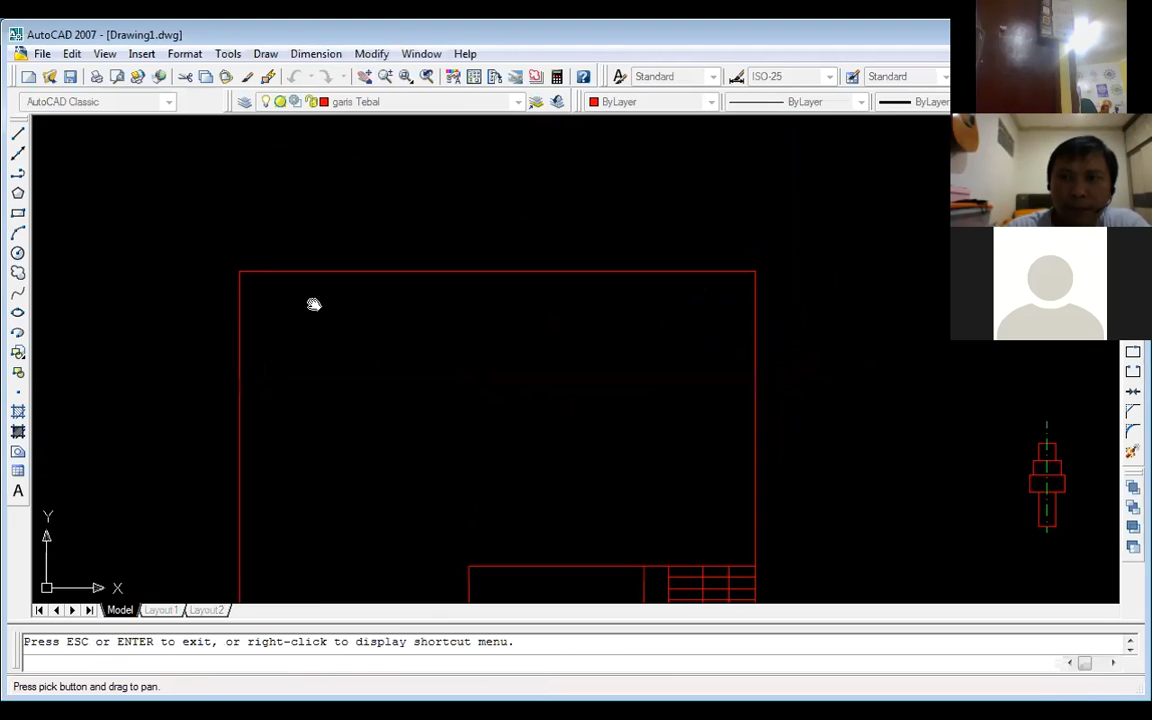 AutoCAD 2007 - [Drawing1.dwg]
File Edit View Insert Format Tools Draw Dimension Modify Window Help
Standard ISO-25 Standard
AutoCAD Classic garis Tebal ByLayer ByLayer ByLayer
A
Y
X
Model Layout1 Layout2
Press ESC or ENTER to exit, or right-click to display shortcut menu.
Press pick button and drag to pan.